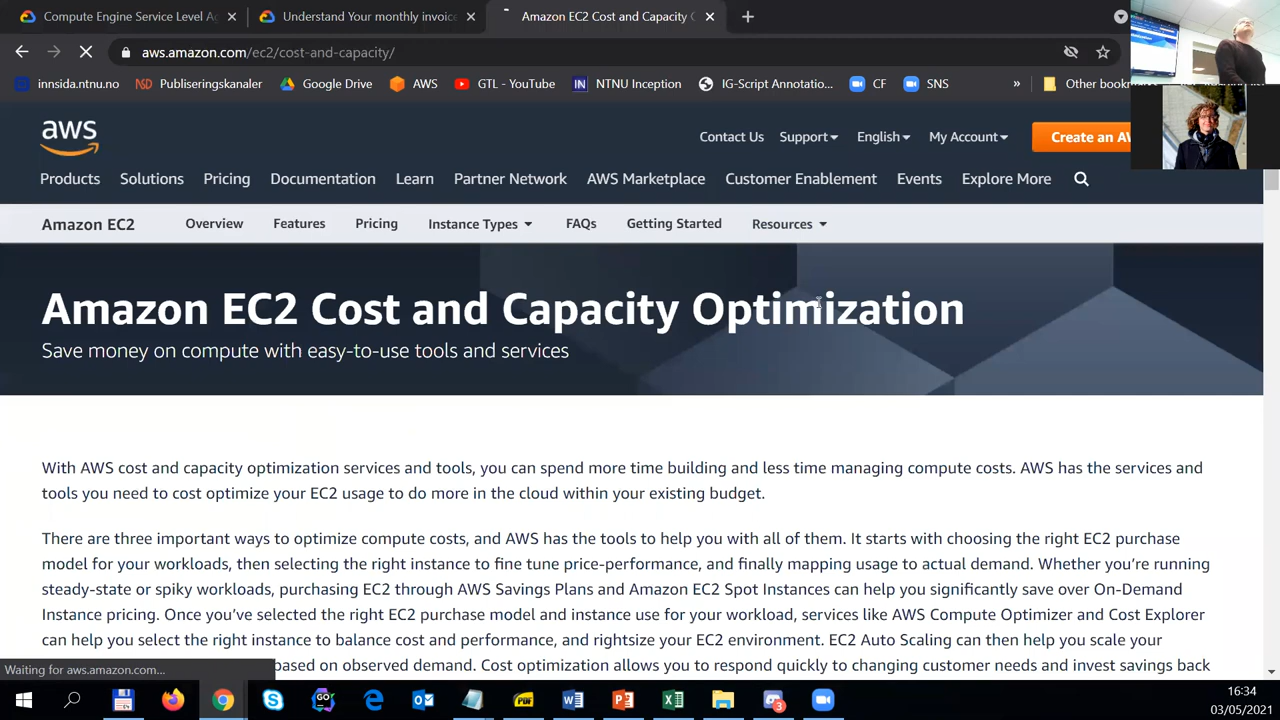 Compute Engine Service Level Ag
Understand Your monthly invoice
Amazon EC2 Cost and Capacity O
aws.amazon.com/ec2/cost-and-capacity/
innsida.ntnu.no
NSD Publiseringskanaler
Google Drive
AWS
GTL - YouTube
IN NTNU Inception
IG-Script Annotatio...
CF
SNS
»
aws
Contact Us
Support
English
My Account
Products
Solutions
Pricing
Documentation
Learn
Partner Network
AWS Marketplace
Customer Enablement
Events
Explore More
Amazon EC2
Overview
Features
Pricing
Instance Types
FAQs
Getting Started
Resources
Amazon EC2 Cost and Capacity Optimization
Save money on compute with easy-to-use tools and services
With AWS cost and capacity optimization services and tools, you can spend more time building and less time managing compute costs. AWS has the services and
tools you need to cost optimize your EC2 usage to do more in the cloud within your existing budget.
There are three important ways to optimize compute costs, and AWS has the tools to help you with all of them. It starts with choosing the right EC2 purchase
model for your workloads, then selecting the right instance to fine tune price-performance, and finally mapping usage to actual demand. Whether you're running
steady-state or spiky workloads, purchasing EC2 through AWS Savings Plans and Amazon EC2 Spot Instances can help you significantly save over On-Demand
Instance pricing. Once you've selected the right EC2 purchase model and instance use for your workload, services like AWS Compute Optimizer and Cost Explorer
can help you select the right instance to balance cost and performance, and rightsize your EC2 environment. EC2 Auto Scaling can then help you scale your
based on observed demand. Cost optimization allows you to respond quickly to changing customer needs and invest savings back
Waiting for aws.amazon.com...
GO
PDF
3
16:34
03/05/2021